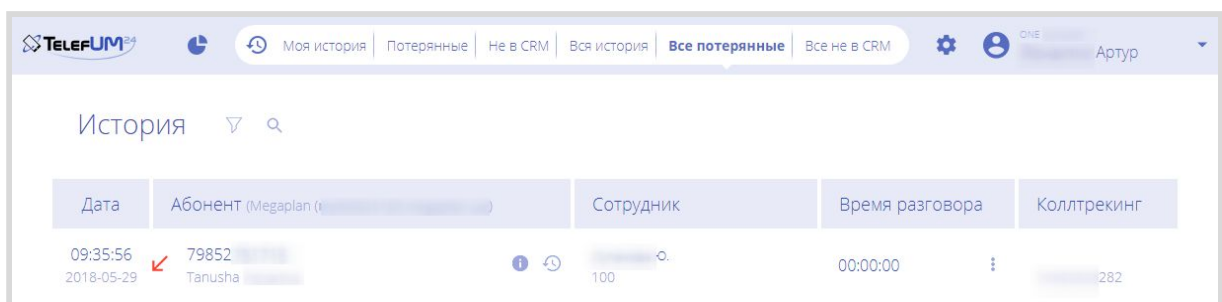 TELEFUM24
Моя история Потерянные Не в CRM Вся история Все потерянные Все не в CRM
ONE
Артур
История
Дата Абонент (Megaplan ( ) Сотрудник Время разговора Коллтрекинг
09:35:56 79852 Ю. 00:00:00
2018-05-29 Tanusha 100 282